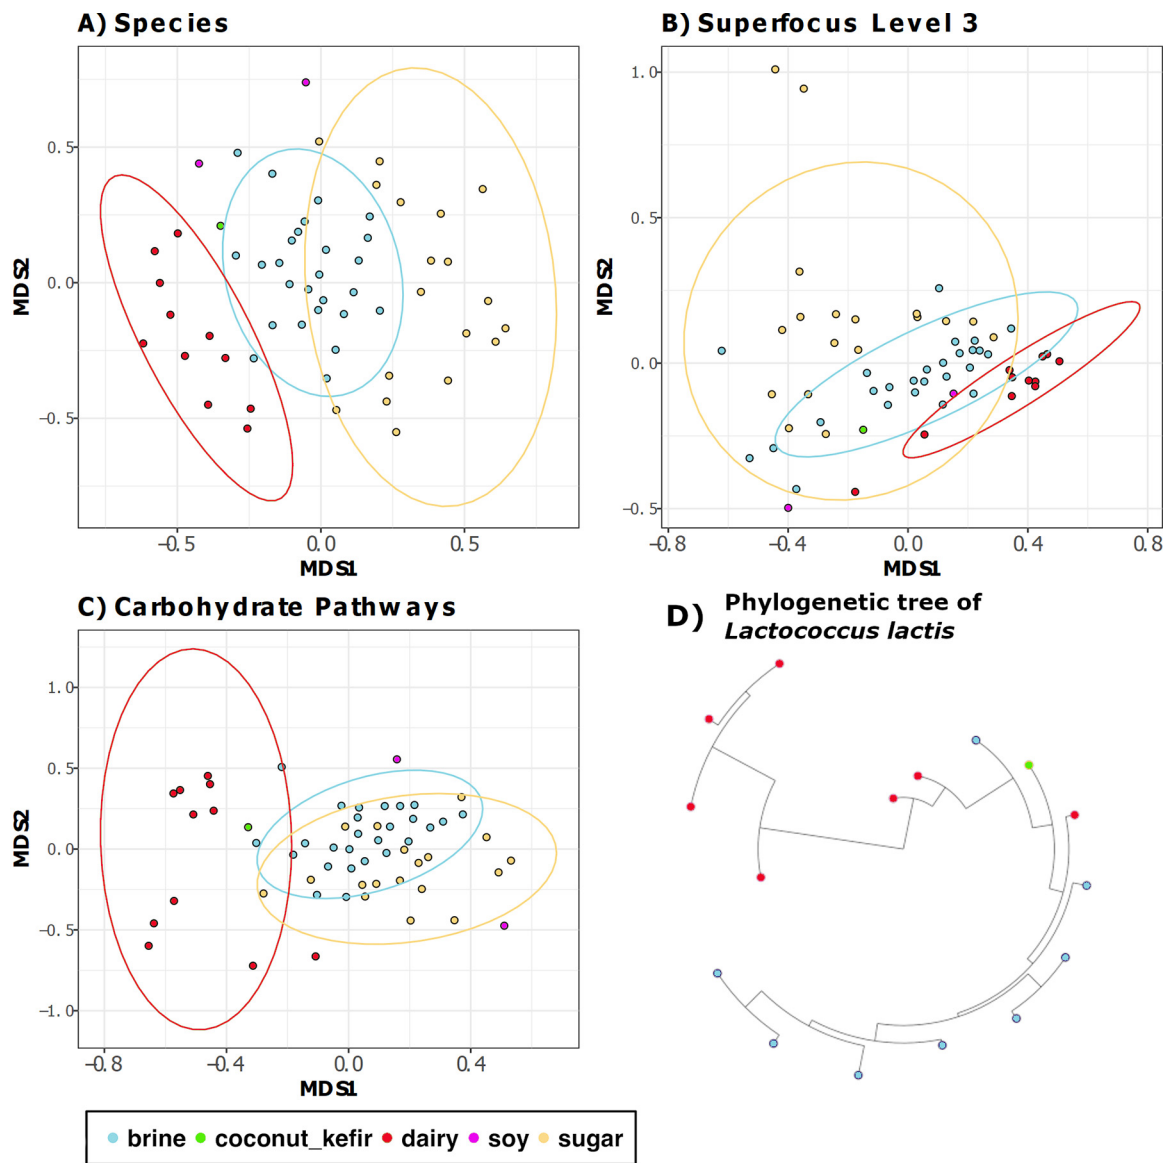 A) Species
0.5
0.0
−0.5
MDS2
−0.5 0.0 0.5
MDS1
B) Superfocus Level 3
1.0
0.5
0.0
−0.5
MDS2
−0.8 −0.4 0.0 0.4 0.8
MDS1
C) Carbohydrate Pathways
1.0
0.5
0.0
−0.5
−1.0
MDS2
−0.8 −0.4 0.0 0.4
MDS1
D) Phylogenetic tree of
Lactococcus lactis
brine coconut_kefir dairy soy sugar